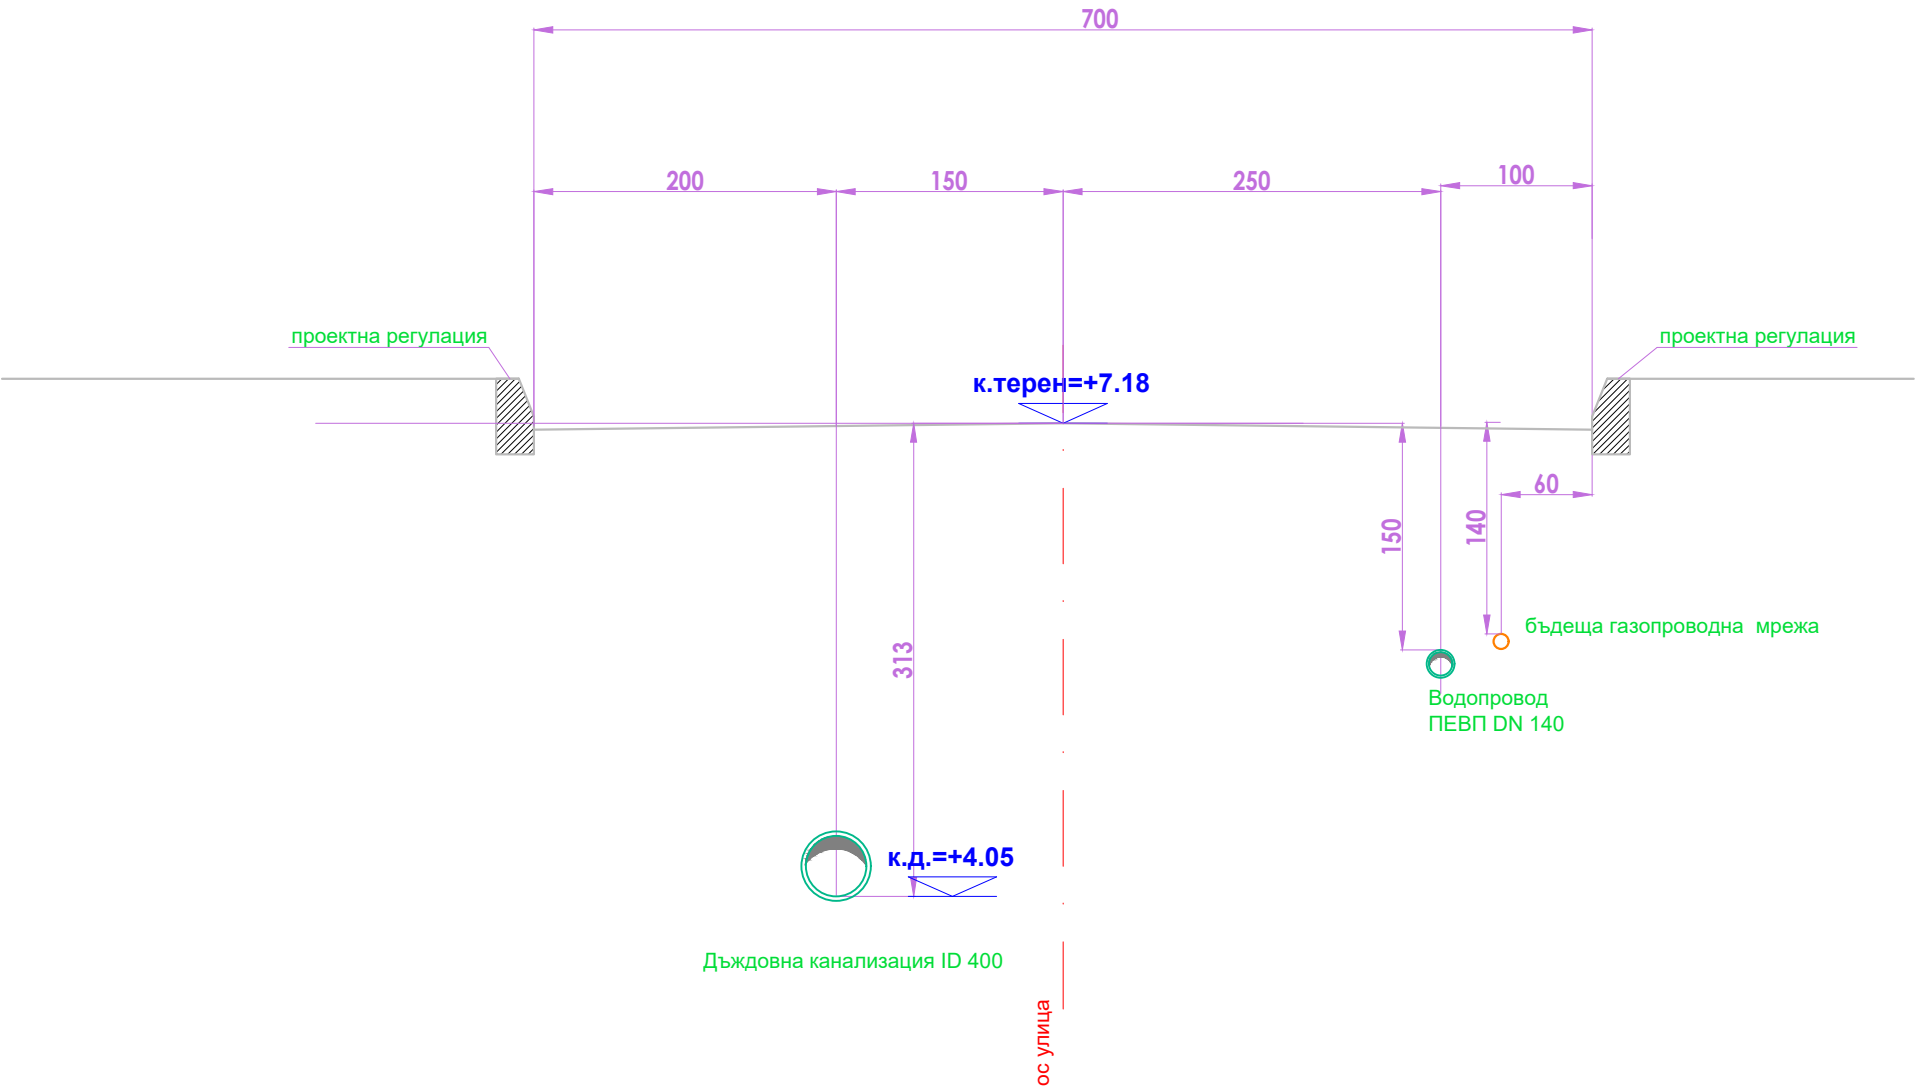 700
200
150
250
100
проектна регулация
проектна регулация
к.терен=+7.18
60
150
140
бъдеща газопроводна мрежа
313
Водопровод
ПЕВП DN 140
к.д.=+4.05
Дъждовна канализация ID 400
ос улица